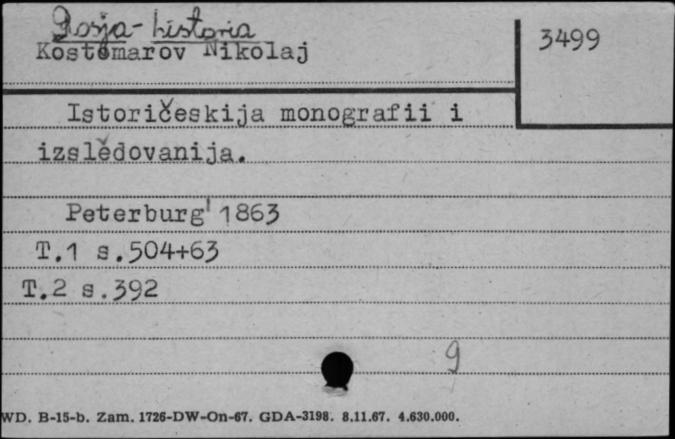 Rosja - historia
3499
Kostomarov Nikolaj
Istoričeskija monografii i
izslědovanija.
Peterburg' 1863
T.1 s.504+63
T.2 s.392
9
WD. B-15-b. Zam. 1726-DW-On-67. GDA-3198. 8.11.67. 4.630.000.